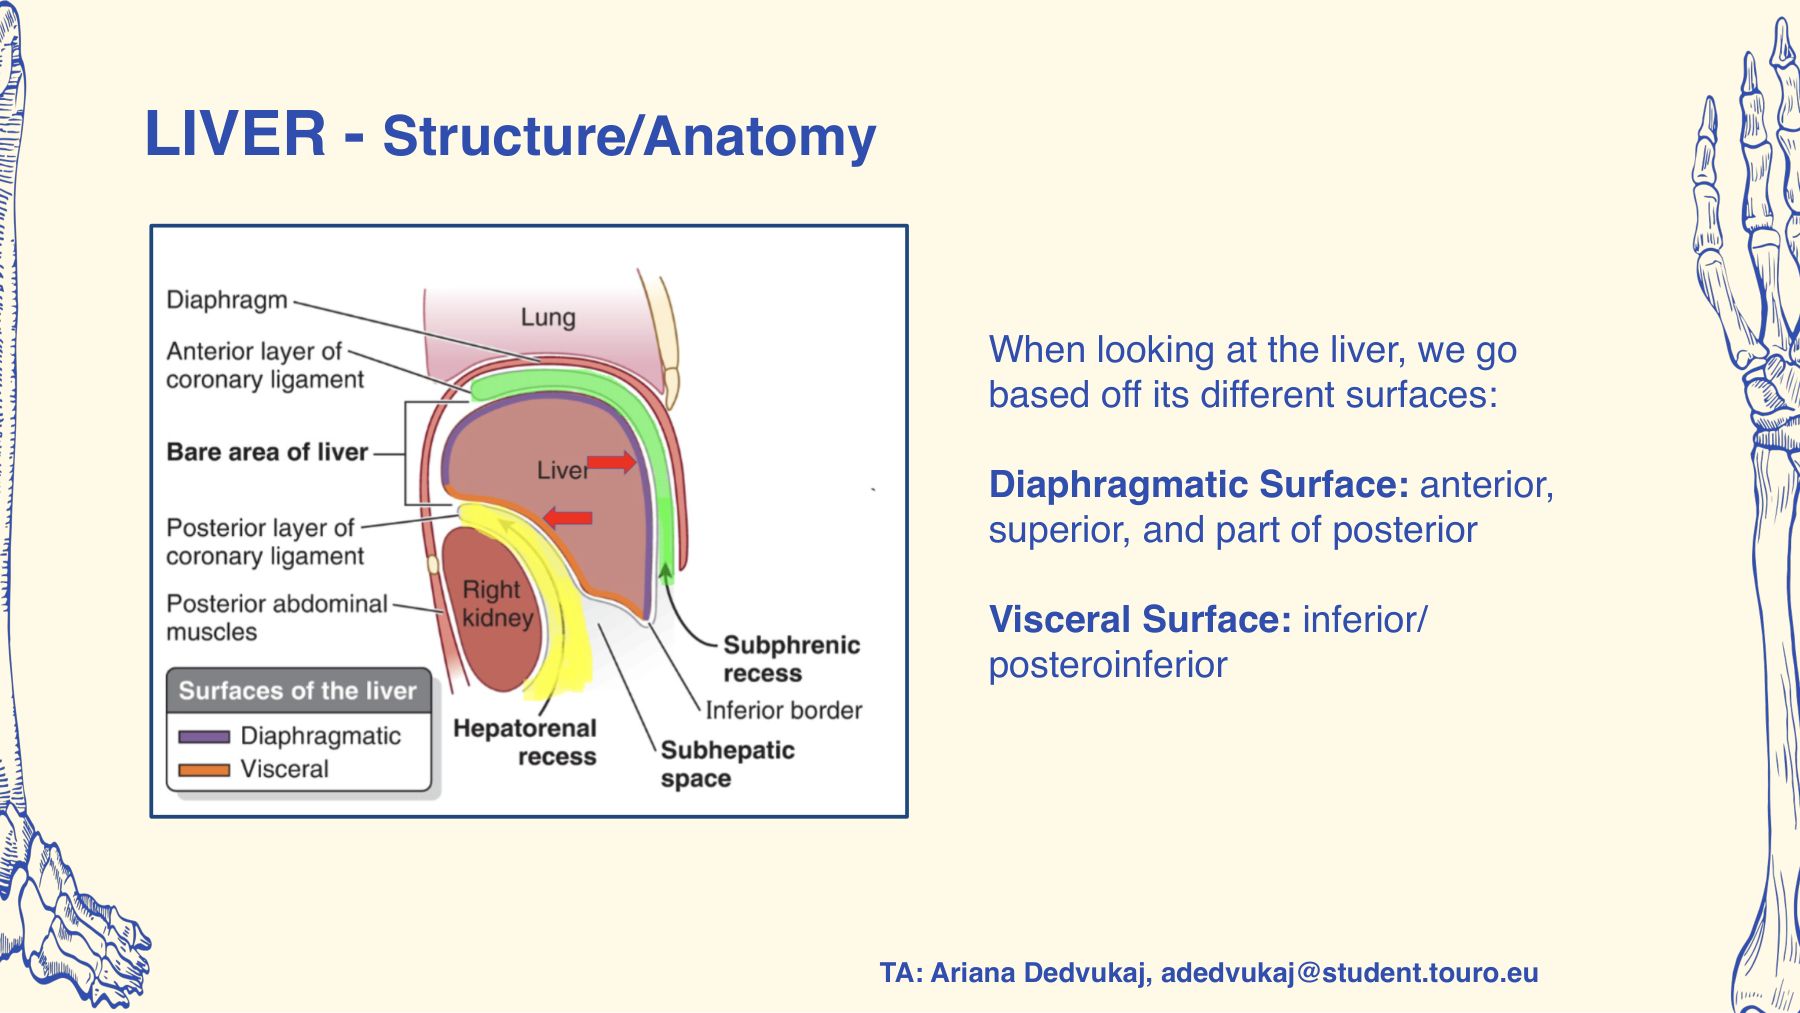 LIVER - Structure/Anatomy
Diaphragm
Lung
Anterior layer of
coronary ligament
Bare area of liver
Liver
Posterior layer of
coronary ligament
Right
kidney
Posterior abdominal
muscles
Subphrenic
recess
Surfaces of the liver
Diaphragmatic
Visceral
Inferior border
Hepatorenal
recess
Subhepatic
space
When looking at the liver, we go
based off its different surfaces:
Diaphragmatic Surface: anterior,
superior, and part of posterior
Visceral Surface: inferior/
posteroinferior
TA: Ariana Dedvukaj, adedvukaj@student.touro.eu